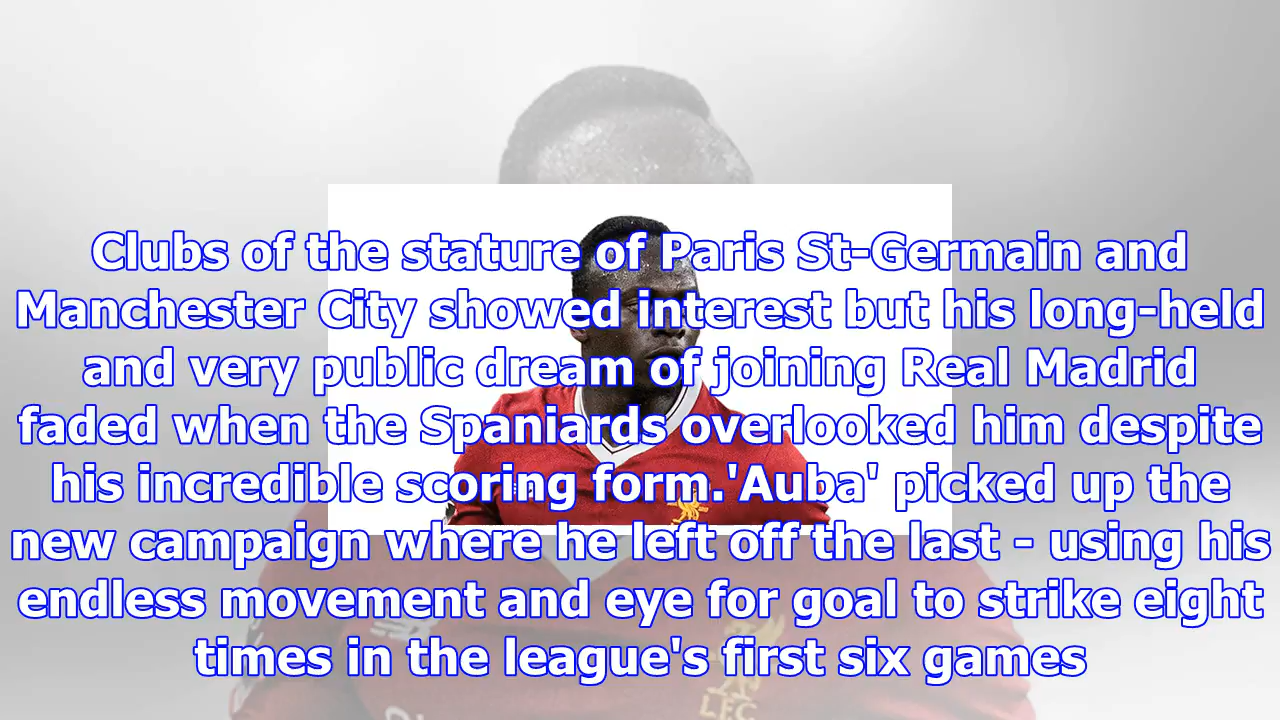 Clubs of the stature of Paris St-Germain and
Manchester City showed interest but his long-held
and very public dream of joining Real Madrid
faded when the Spaniards overlooked him despite
his incredible scoring form.'Auba' picked up the
new campaign where he left off the last - using his
endless movement and eye for goal to strike eight
times in the league's first six games
L.F.C.